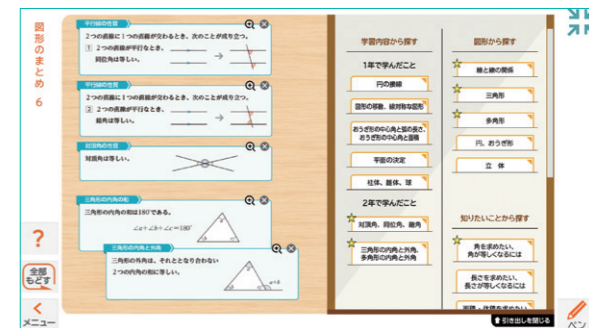 図形のまとめ 6
?
全部
もどす
メニュー
平行線の性質
2つの直線に1つの直線が交わるとき、次のことが成り立つ。
1 2つの直線が平行なとき、
同位角は等しい。
平行線の性質
2つの直線に1つの直線が交わるとき、次のことが成り立つ。
2 2つの直線が平行なとき、
錯角は等しい。
対頂角の性質
対頂角は等しい。
三角形の内角の和
三角形の内角の和は180°である。
∠a+∠b+∠c=180°
三角形の内角と外角
三角形の外角は、それととなり合わない
2つの内角の和に等しい。
a+b
学習内容から探す
1年で学んだこと
円の接線
図形の移動、線対称な図形
おうぎ形の中心角と弧の長さ、
おうぎ形の中心角と面積
平面の決定
柱体、錐体、球
2年で学んだこと
対頂角、同位角、錯角
三角形の内角と外角、
多角形の内角と外角
図形から探す
線と線の関係
三角形
多角形
円、おうぎ形
立 体
知りたいことから探す
角を求めたい、
角が等しくなるには
長さを求めたい、
長さが等しくなるには
面積・体積を求めたい
引き出しを閉じる
ペン